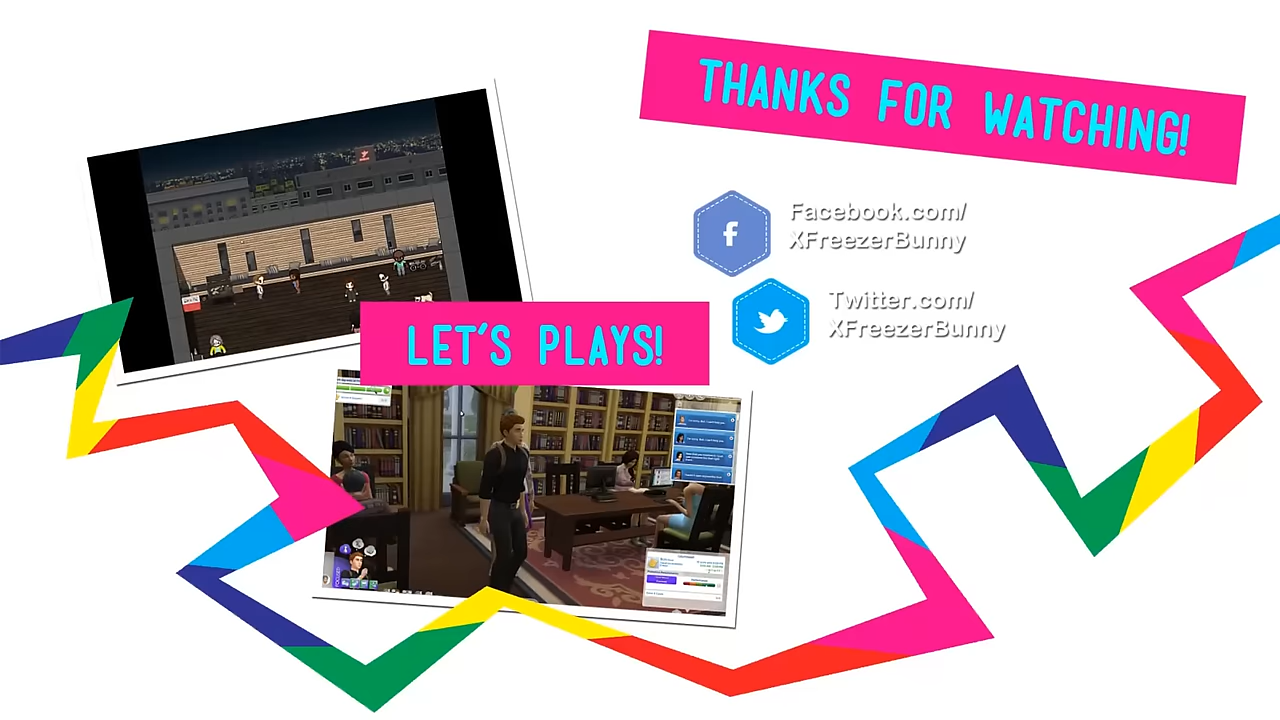 THANKS FOR WATCHING!
Facebook.com/
XFreezerBunny
Twitter.com/
XFreezerBunny
LET'S PLAYS!